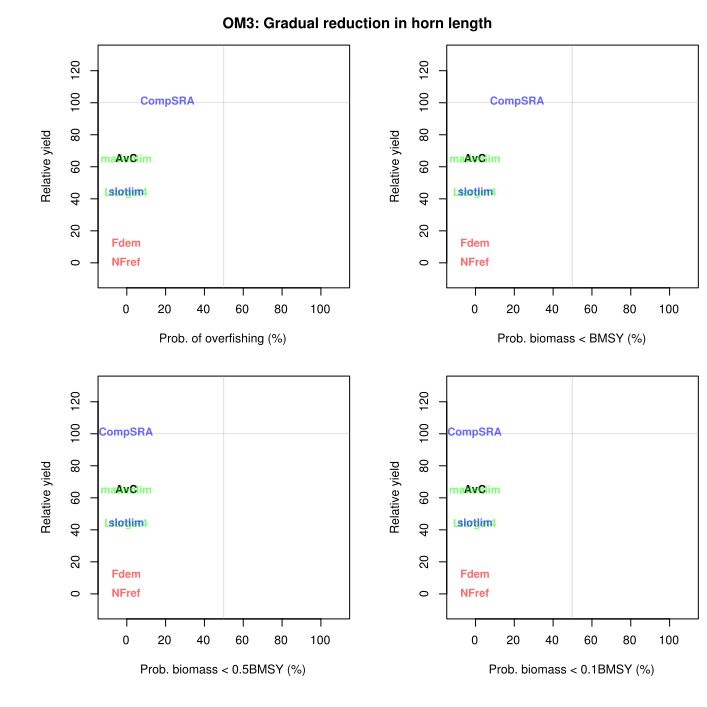 OM3: Gradual reduction in horn length
120
100
80
60
40
20
0
Relative yield
CompSRA
AvC
slotlim
Fdem
NFref
0 20 40 60 80 100
Prob. of overfishing (%)
120
100
80
60
40
20
0
Relative yield
CompSRA
AvC
slotlim
Fdem
NFref
0 20 40 60 80 100
Prob. biomass < BMSY (%)
120
100
80
60
40
20
0
Relative yield
CompSRA
AvC
slotlim
Fdem
NFref
0 20 40 60 80 100
Prob. biomass < 0.5BMSY (%)
120
100
80
60
40
20
0
Relative yield
CompSRA
AvC
slotlim
Fdem
NFref
0 20 40 60 80 100
Prob. biomass < 0.1BMSY (%)